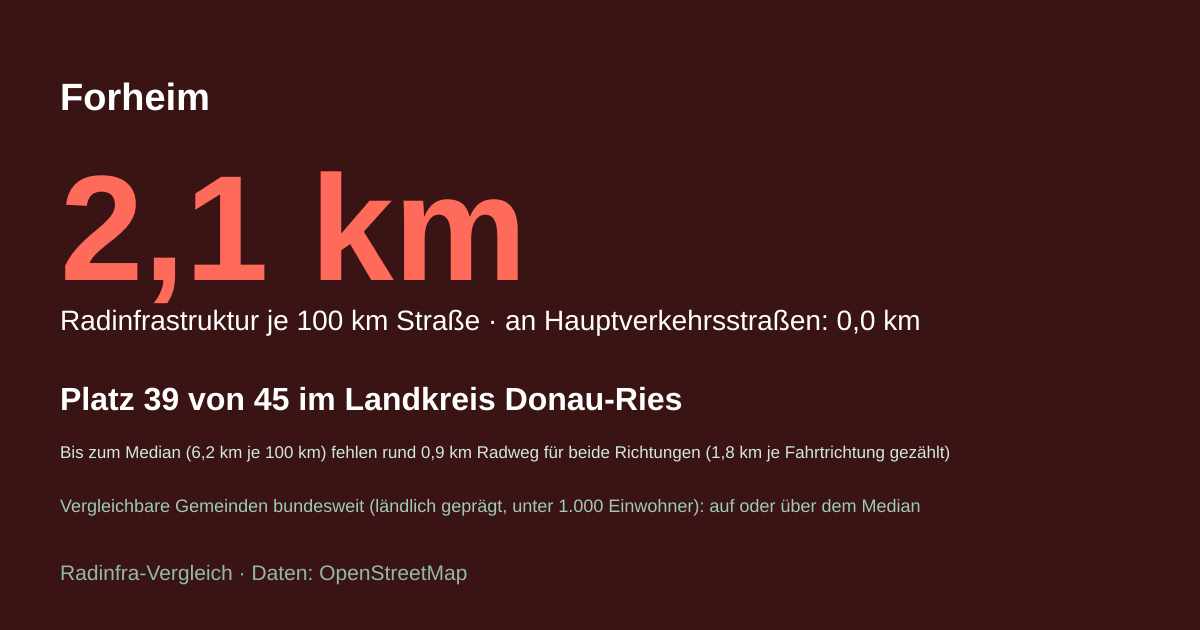 Forheim
2,1 km
Radinfrastruktur je 100 km Straße · an Hauptverkehrsstraßen: 0,0 km
Platz 39 von 45 im Landkreis Donau-Ries
Bis zum Median (6,2 km je 100 km) fehlen rund 0,9 km Radweg für beide Richtungen (1,8 km je Fahrtrichtung gezählt)
Vergleichbare Gemeinden bundesweit (ländlich geprägt, unter 1.000 Einwohner): auf oder über dem Median
Radinfra-Vergleich · Daten: OpenStreetMap